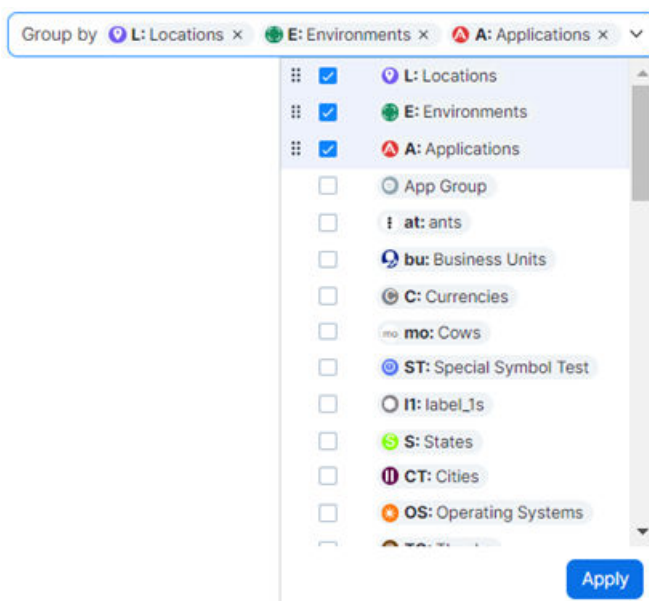 Group by L: Locations × E: Environments × A: Applications ×
L: Locations
E: Environments
A: Applications
App Group
at: ants
bu: Business Units
C: Currencies
mo mo: Cows
ST: Special Symbol Test
l1: label_1s
S: States
CT: Cities
OS: Operating Systems
Apply